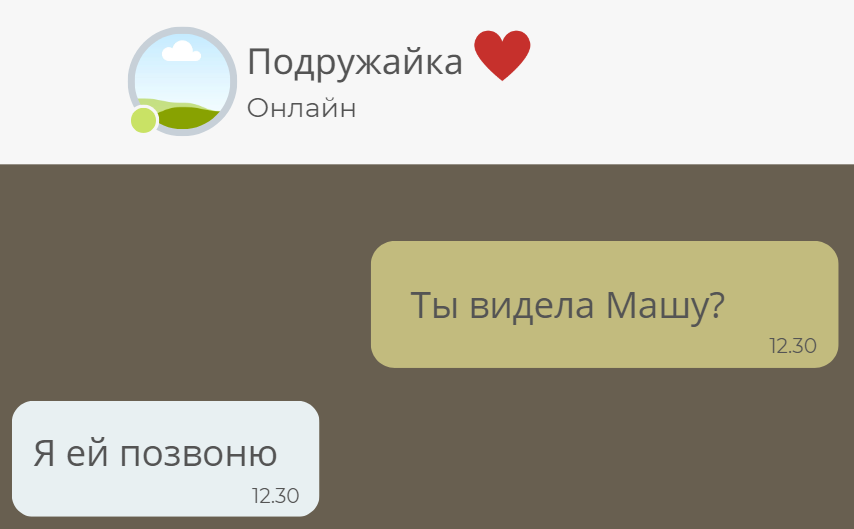 Подружайка
Онлайн
Ты видела Машу?
12.30
Я ей позвоню
12.30